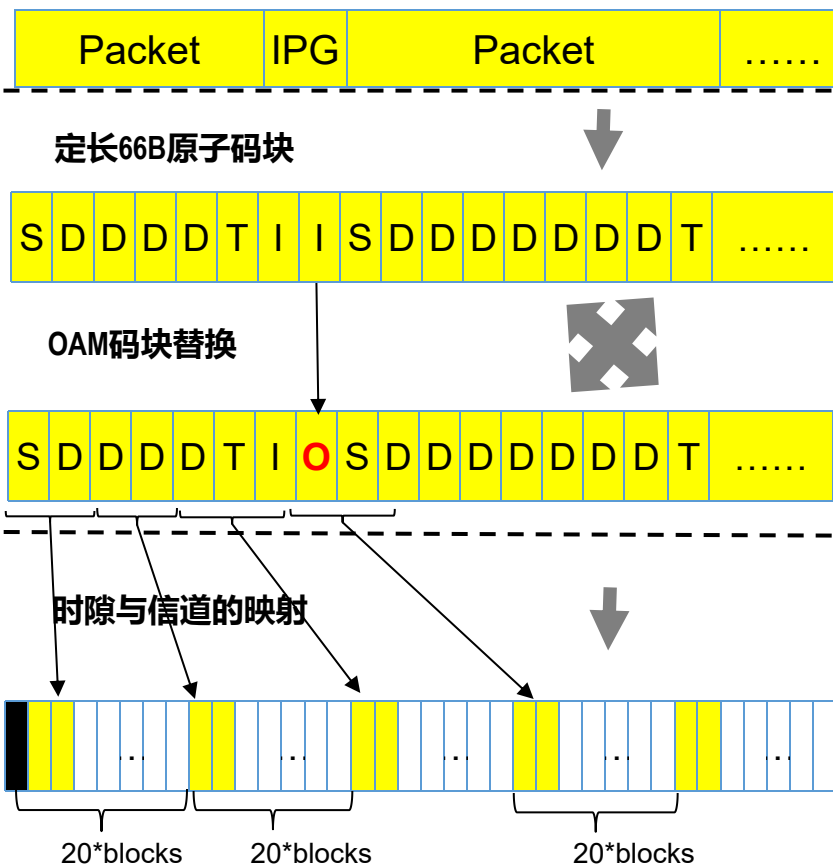 Packet IPG Packet ……
定长66B原子码块
S D D D D T I I S D D D D D D D T ……
OAM码块替换
S D D D D T I O S D D D D D D D T ……
时隙与信道的映射
... ... ... ... ...
20*blocks 20*blocks 20*blocks